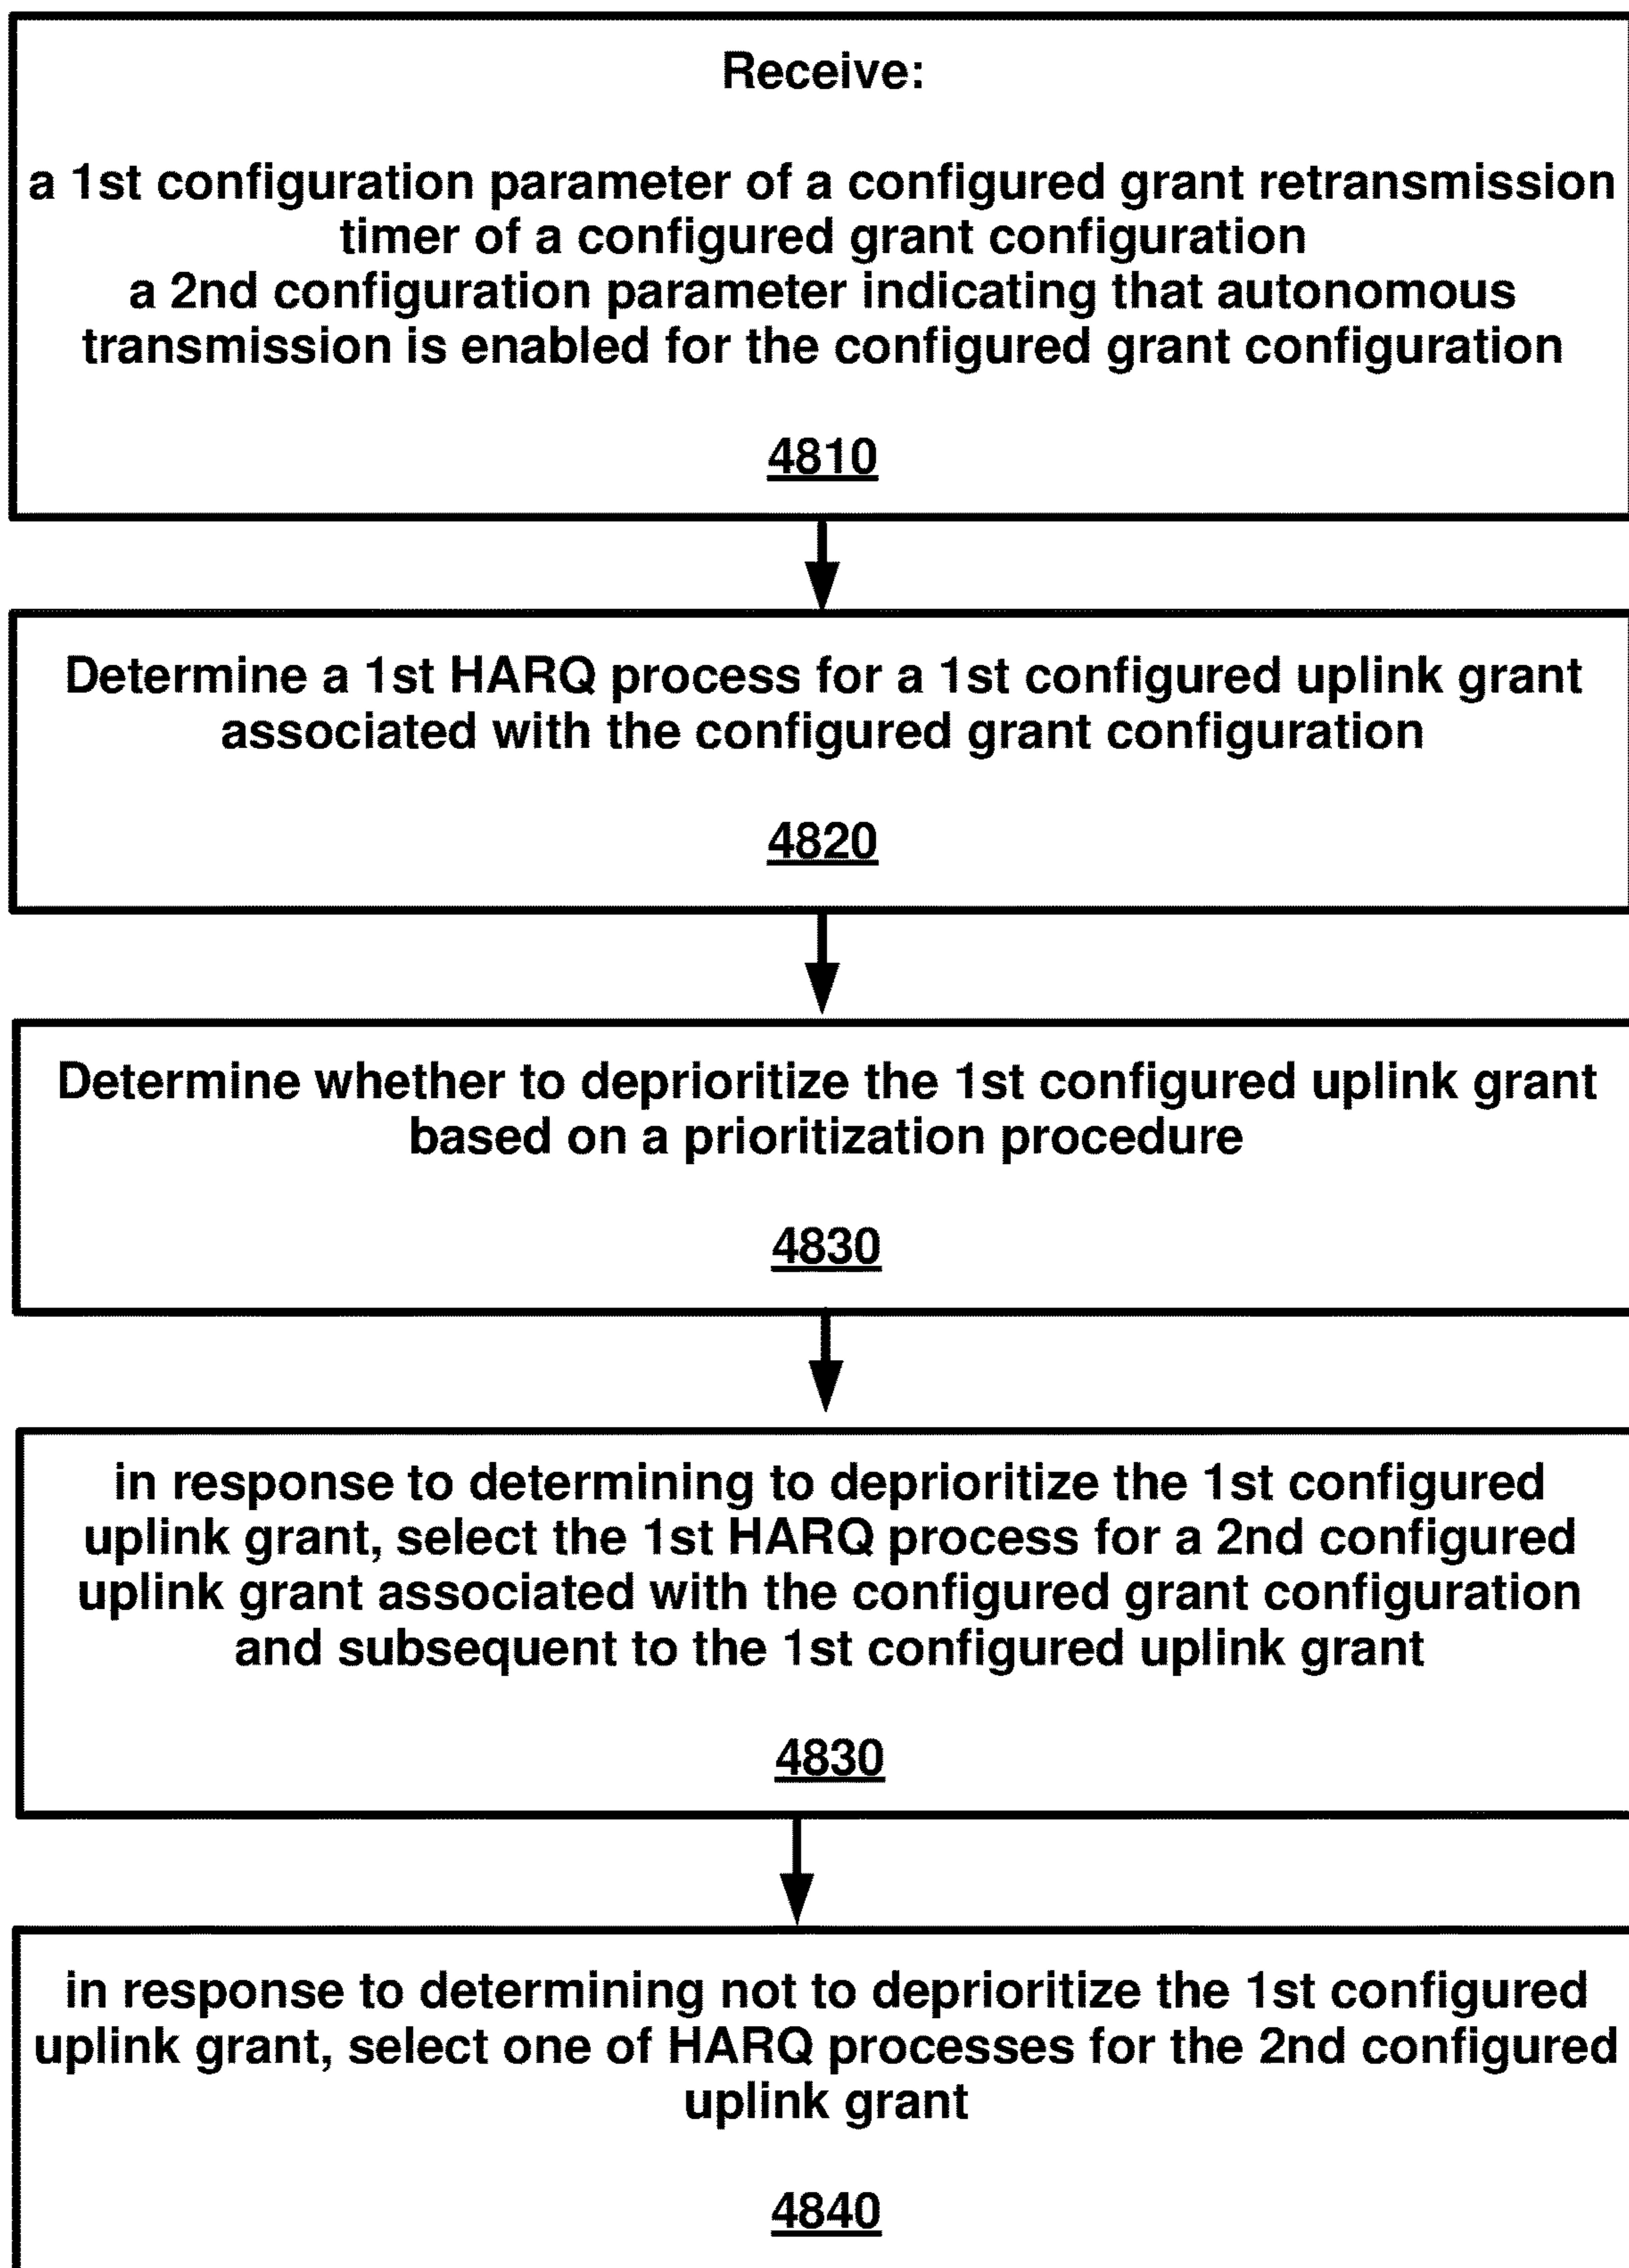 Receive:
a 1st configuration parameter of a configured grant retransmission
timer of a configured grant configuration
a 2nd configuration parameter indicating that autonomous
transmission is enabled for the configured grant configuration
4810
Determine a 1st HARQ process for a 1st configured uplink grant
associated with the configured grant configuration
4820
Determine whether to deprioritize the 1st configured uplink grant
based on a prioritization procedure
4830
in response to determining to deprioritize the 1st configured
uplink grant, select the 1st HARQ process for a 2nd configured
uplink grant associated with the configured grant configuration
and subsequent to the 1st configured uplink grant
4830
in response to determining not to deprioritize the 1st configured
uplink grant, select one of HARQ processes for the 2nd configured
uplink grant
4840